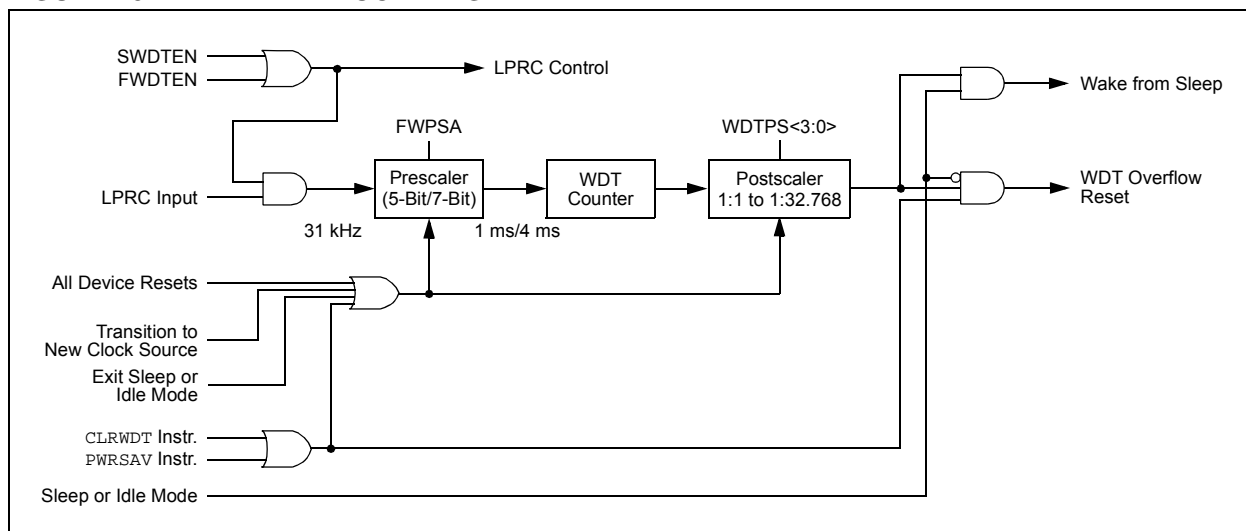 SWDTEN
FWDTEN
LPRC Control
Wake from Sleep
FWPSA
WDTPS<3:0>
LPRC Input
Prescaler
(5-Bit/7-Bit)
WDT
Counter
Postscaler
1:1 to 1:32.768
WDT Overflow
Reset
31 kHz
1 ms/4 ms
All Device Resets
Transition to
New Clock Source
Exit Sleep or
Idle Mode
CLRWDT Instr.
PWRSAV Instr.
Sleep or Idle Mode